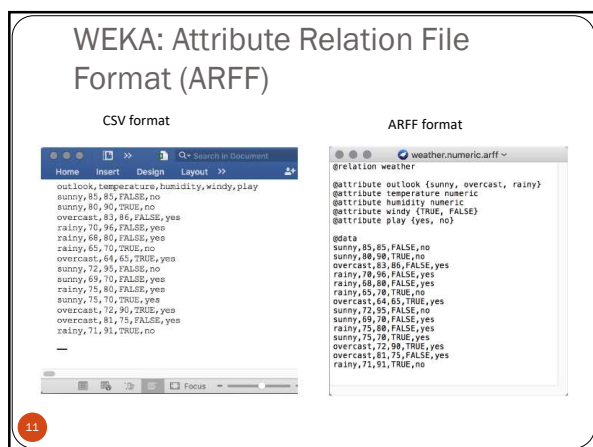 WEKA: Attribute Relation File
Format (ARFF)
CSV format
Search in Document
Home Insert Design Layout >>
outlook,temperature,humidity,windy,play
sunny,85,85,FALSE,no
sunny,80,90,TRUE,no
overcast,83,86,FALSE,yes
rainy,70,96,FALSE,yes
rainy,68,80,FALSE,yes
rainy,65,70,TRUE,no
overcast,64,65,TRUE,yes
sunny,72,95,FALSE,no
sunny,69,70,FALSE,yes
rainy,75,80,FALSE,yes
sunny,75,70,TRUE,yes
overcast,72,90,TRUE,yes
overcast,81,75,FALSE,yes
rainy,71,91,TRUE,no
Focus
ARFF format
weather.numeric.arff
@relation weather
@attribute outlook {sunny, overcast, rainy}
@attribute temperature numeric
@attribute humidity numeric
@attribute windy {TRUE, FALSE}
@attribute play {yes, no}
@data
sunny,85,85,FALSE,no
sunny,80,90,TRUE,no
overcast,83,86,FALSE,yes
rainy,70,96,FALSE,yes
rainy,68,80,FALSE,yes
rainy,65,70,TRUE,no
overcast,64,65,TRUE,yes
sunny,72,95,FALSE,no
sunny,69,70,FALSE,yes
rainy,75,80,FALSE,yes
sunny,75,70,TRUE,yes
overcast,72,90,TRUE,yes
overcast,81,75,FALSE,yes
rainy,71,91,TRUE,no
11